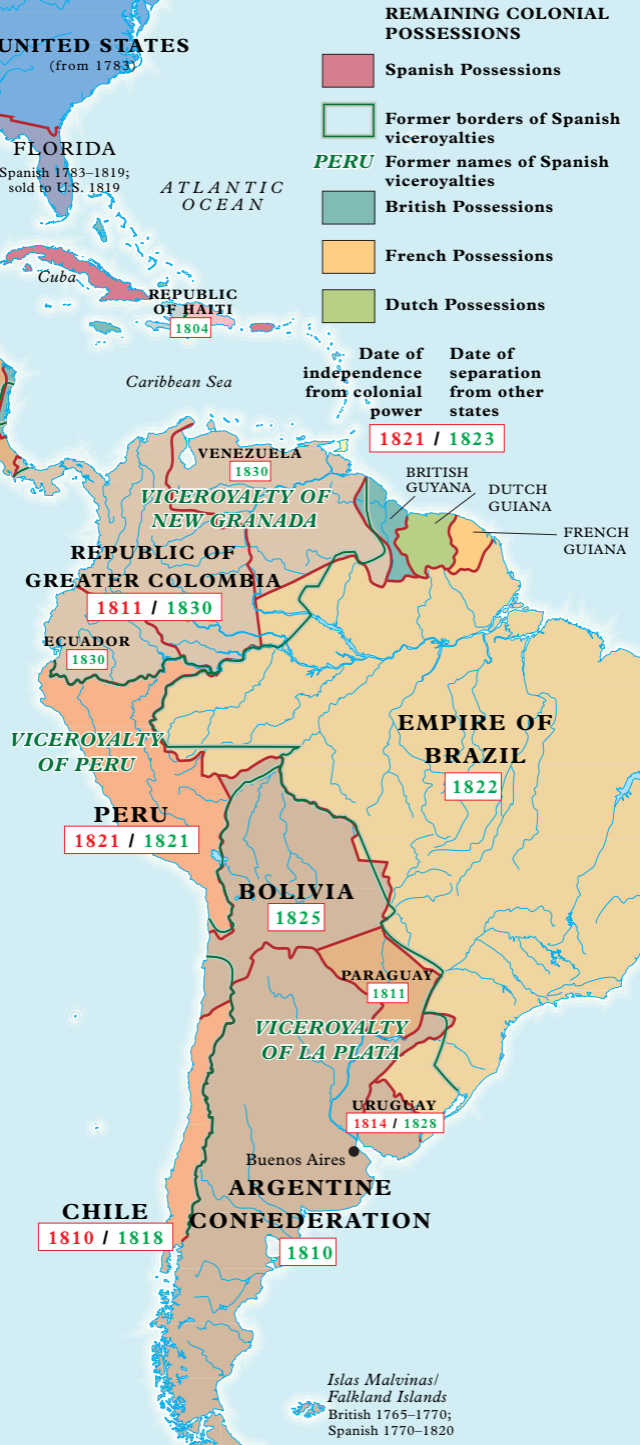 REMAINING COLONIAL
POSSESSIONS
Spanish Possessions
Former borders of Spanish
viceroyalties
PERU
Former names of Spanish
viceroyalties
British Possessions
French Possessions
Dutch Possessions
Date of
independence
from colonial
power
Date of
separation
from other
states
1821 / 1823
UNITED STATES
(from 1783)
FLORIDA
Spanish 1783–1819;
sold to U.S. 1819
ATLANTIC
OCEAN
Cuba
REPUBLIC
OF HAITI
1804
Caribbean Sea
VENEZUELA
1830
BRITISH
GUYANA
DUTCH
GUIANA
FRENCH
GUIANA
VICEROYALTY OF
NEW GRANADA
REPUBLIC OF
GREATER COLOMBIA
1811 / 1830
ECUADOR
1830
EMPIRE OF
BRAZIL
1822
VICEROYALTY
OF PERU
PERU
1821 / 1821
BOLIVIA
1825
PARAGUAY
1811
VICEROYALTY
OF LA PLATA
URUGUAY
1814 / 1828
Buenos Aires
ARGENTINE
CONFEDERATION
1810
CHILE
1810 / 1818
Islas Malvinas/
Falkland Islands
British 1765–1770;
Spanish 1770–1820